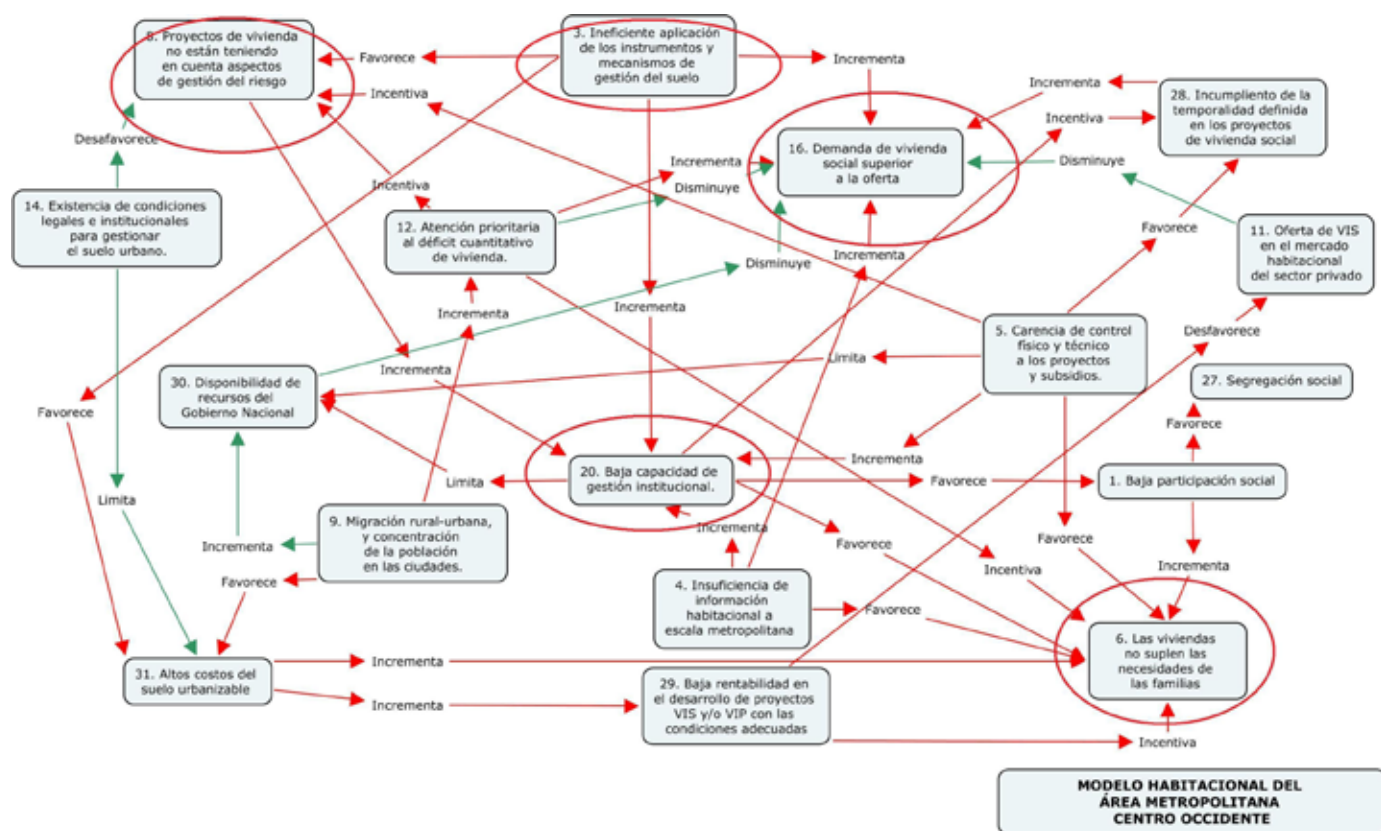 8. Proyectos de vivienda
no están teniendo
en cuenta aspectos
de gestión del riesgo
Favorece
3. Ineficiente aplicación
de los instrumentos y
mecanismos de
gestión del suelo
Incrementa
Incentiva
Incrementa
28. Incumpliento de la
temporalidad definida
en los proyectos
de vivienda social
Incentiva
Desafavorece
16. Demanda de vivienda
social superior
a la oferta
Incrementa
Disminuye
Disminuye
Incentiva
14. Existencia de condiciones
legales e institucionales
para gestionar
el suelo urbano.
12. Atención prioritaria
al déficit cuantitativo
de vivienda.
Favorece
11. Oferta de VIS
en el mercado
habitacional
del sector privado
Disminuye
Incrementa
Incrementa
Incrementa
5. Carencia de control
físico y técnico
a los proyectos
y subsidios.
Desfavorece
Limita
Incrementa
30. Disponibilidad de
recursos del
Gobierno Nacional
27. Segregación social
Favorece
Favorece
20. Baja capacidad de
gestión institucional.
Incrementa
Limita
Favorece
1. Baja participación social
Limita
9. Migración rural-urbana,
y concentración
de la población
en las ciudades.
Incrementa
Incrementa
Favorece
Favorece
Favorece
Incentiva
Incrementa
4. Insuficiencia de
información
habitacional a
escala metropolitana
Favorece
6. Las viviendas
no suplen las
necesidades de
las familias
31. Altos costos del
suelo urbanizable
Incrementa
Incrementa
29. Baja rentabilidad en
el desarrollo de proyectos
VIS y/o VIP con las
condiciones adecuadas
Incentiva
MODELO HABITACIONAL DEL
ÁREA METROPOLITANA
CENTRO OCCIDENTE